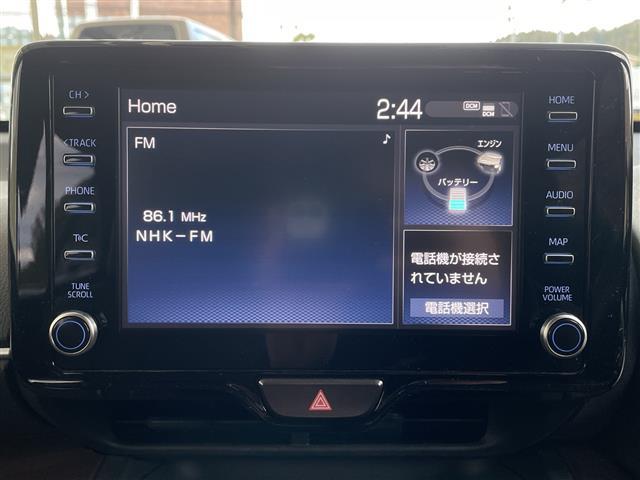 CH >
<TRACK
PHONE
T@C
TUNE
SCROLL
Home
2:44
DCM
DCM
FM
86.1 MHz
NHK-FM
エンジン
バッテリー
電話機が接続さ
れていません
電話機選択
HOME
MENU
AUDIO
MAP
POWER
VOLUME